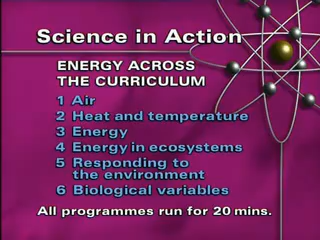 Science in Action
ENERGY ACROSS
THE CURRICULUM
1 Air
2 Heat and temperature
3 Energy
4 Energy in ecosystems
5 Responding to
the environment
6 Biological variables
All programmes run for 20 mins.